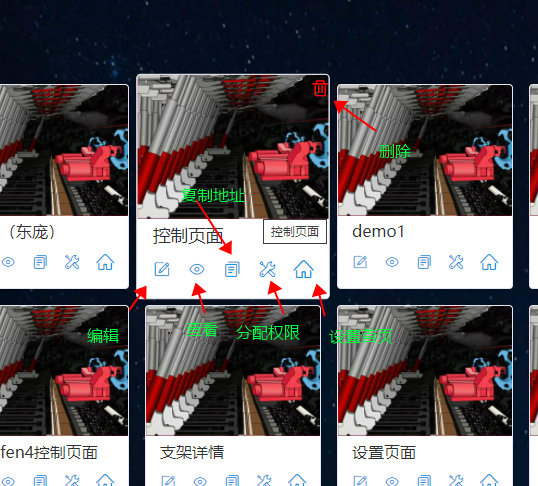 删除
复制地址
（东庞）
控制页面
控制页面
demo1
编辑
查看
分配权限
设置首页
fen4控制页面
支架详情
设置页面